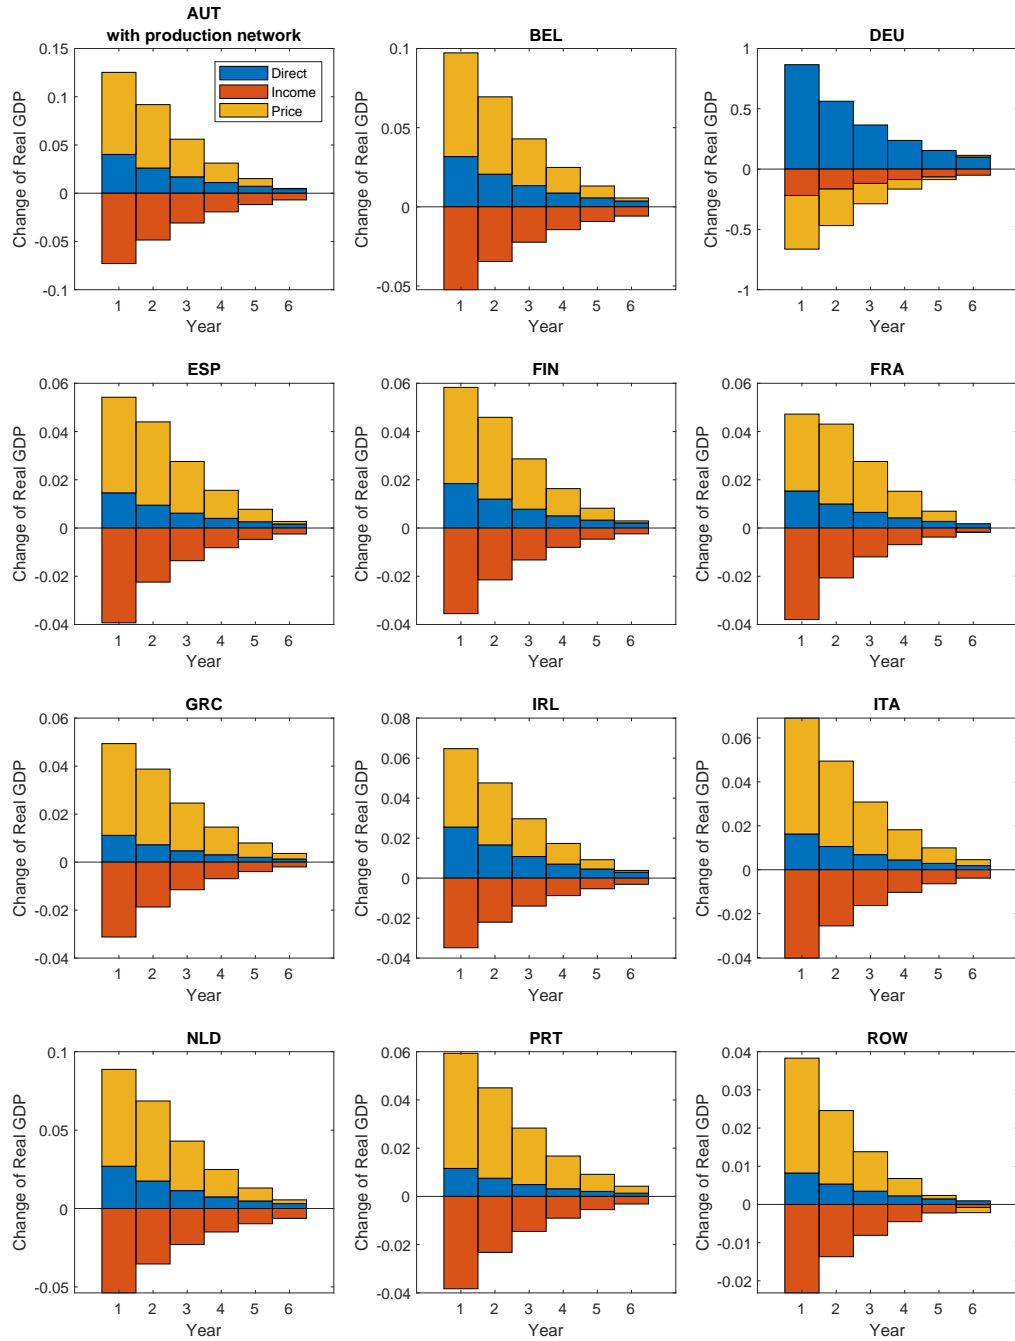 AUT
with production network
0.15
0.1
0.05
0
-0.05
-0.1
Change of Real GDP
1 2 3 4 5 6
Year
Direct
Income
Price
BEL
0.1
0.05
0
-0.05
Change of Real GDP
1 2 3 4 5 6
Year
DEU
1
0.5
0
-0.5
-1
Change of Real GDP
1 2 3 4 5 6
Year
ESP
0.06
0.04
0.02
0
-0.02
-0.04
Change of Real GDP
1 2 3 4 5 6
Year
FIN
0.06
0.04
0.02
0
-0.02
-0.04
Change of Real GDP
1 2 3 4 5 6
Year
FRA
0.06
0.04
0.02
0
-0.02
-0.04
Change of Real GDP
1 2 3 4 5 6
Year
GRC
0.06
0.04
0.02
0
-0.02
-0.04
Change of Real GDP
1 2 3 4 5 6
Year
IRL
0.08
0.06
0.04
0.02
0
-0.02
-0.04
Change of Real GDP
1 2 3 4 5 6
Year
ITA
0.06
0.04
0.02
0
-0.02
-0.04
Change of Real GDP
1 2 3 4 5 6
Year
NLD
0.1
0.05
0
-0.05
Change of Real GDP
1 2 3 4 5 6
Year
PRT
0.06
0.04
0.02
0
-0.02
-0.04
Change of Real GDP
1 2 3 4 5 6
Year
ROW
0.04
0.03
0.02
0.01
0
-0.01
-0.02
Change of Real GDP
1 2 3 4 5 6
Year